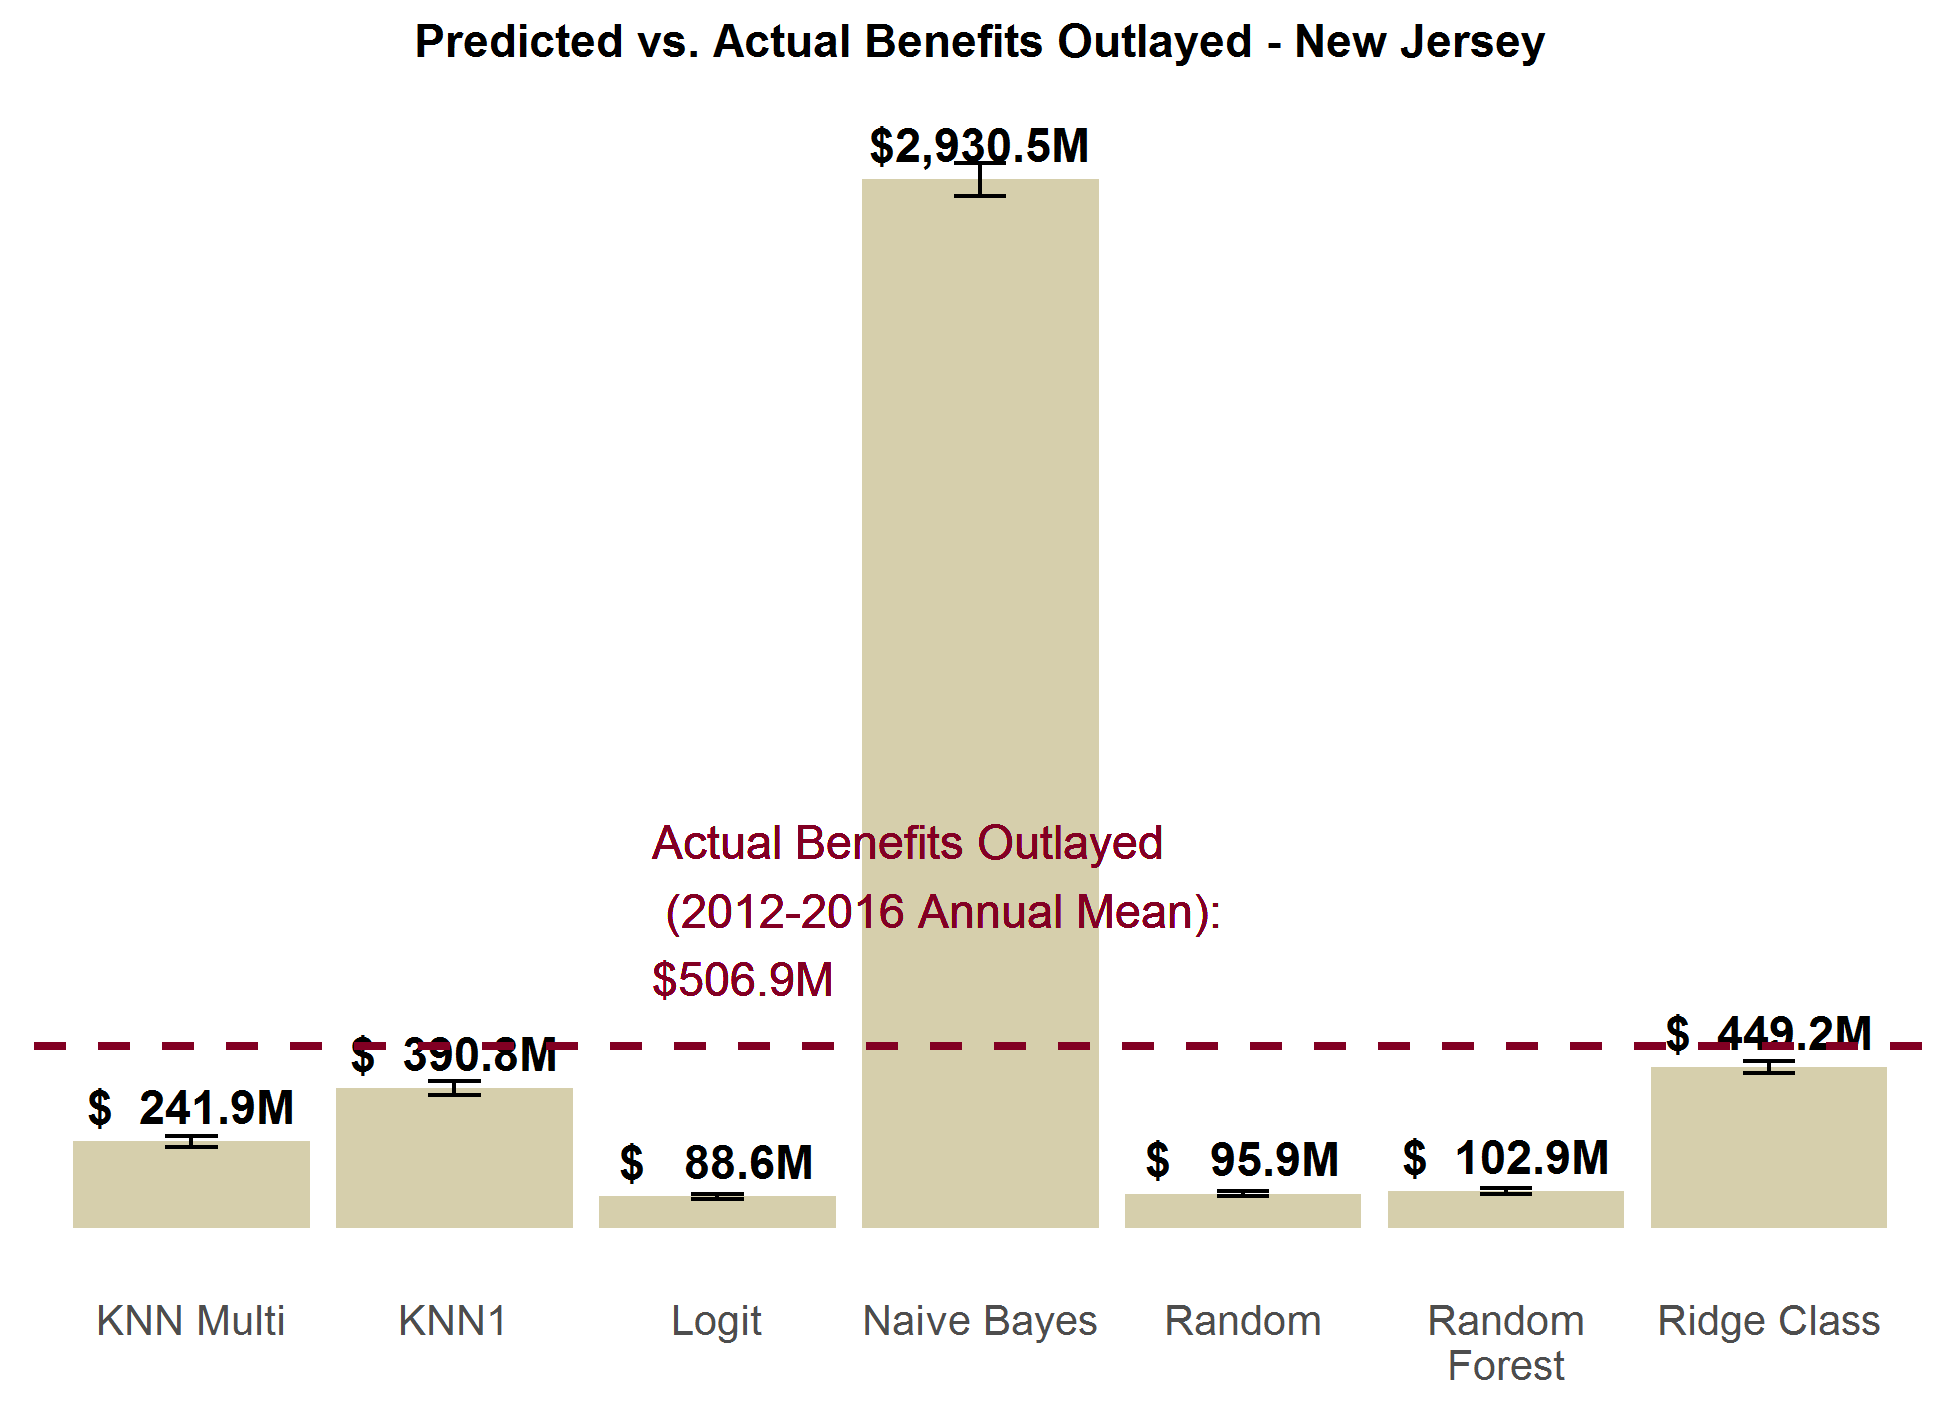 Predicted vs. Actual Benefits Outlayed - New Jersey
$2,930.5M
Actual Benefits Outlayed
(2012-2016 Annual Mean):
$506.9M
$ 241.9M
$ 390.8M
$ 88.6M
$ 95.9M
$ 102.9M
$ 449.2M
KNN Multi
KNN1
Logit
Naive Bayes
Random
Random
Forest
Ridge Class